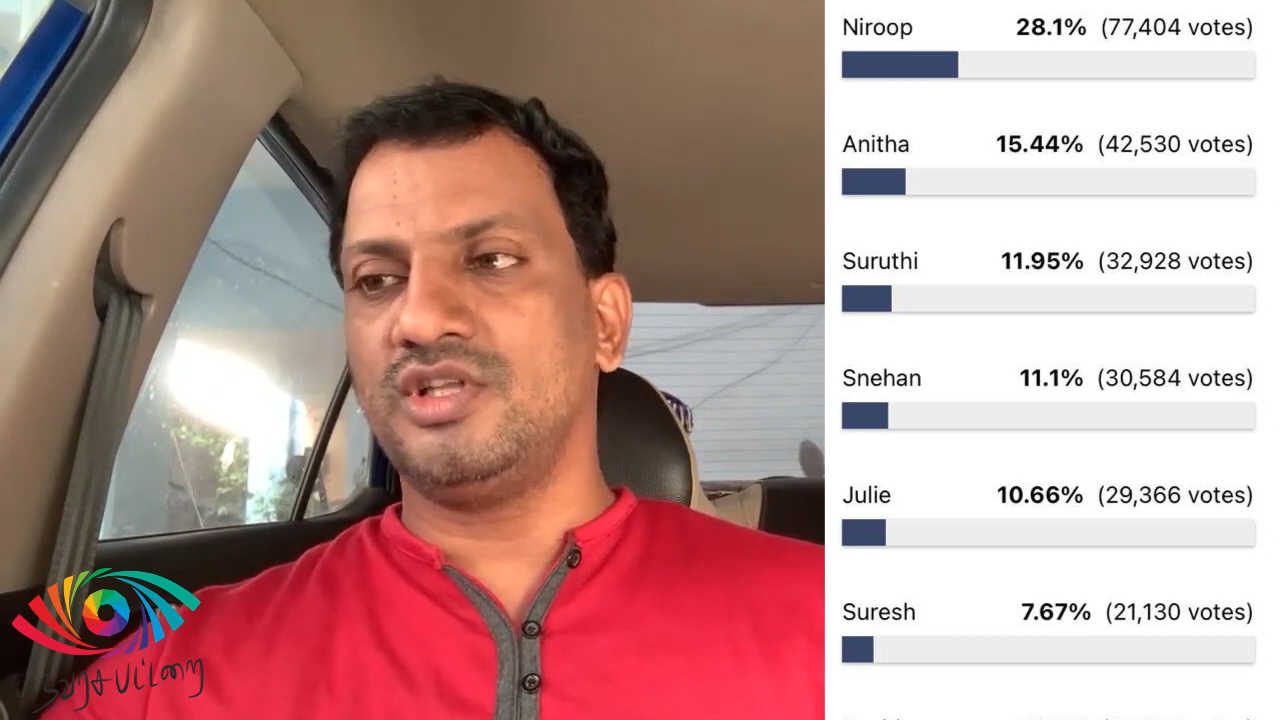 Niroop 28.1% (77,404 votes)
Anitha 15.44% (42,530 votes)
Suruthi 11.95% (32,928 votes)
Snehan 11.1% (30,584 votes)
Julie 10.66% (29,366 votes)
Suresh 7.67% (21,130 votes)